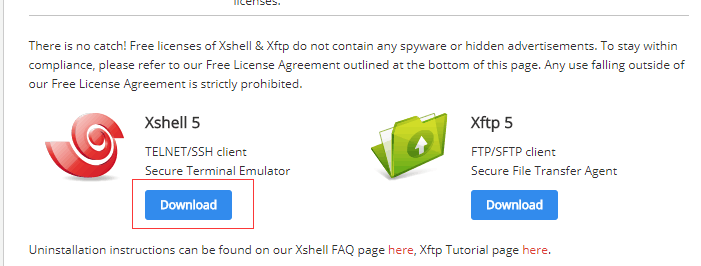 licenses.
There is no catch! Free licenses of Xshell & Xftp do not contain any spyware or hidden advertisements. To stay within
compliance, please refer to our Free License Agreement outlined at the bottom of this page. Any use falling outside of
our Free License Agreement is strictly prohibited.
Xshell 5
TELNET/SSH client
Secure Terminal Emulator
Download
Xftp 5
FTP/SFTP client
Secure File Transfer Agent
Download
Uninstallation instructions can be found on our Xshell FAQ page here, Xftp Tutorial page here.